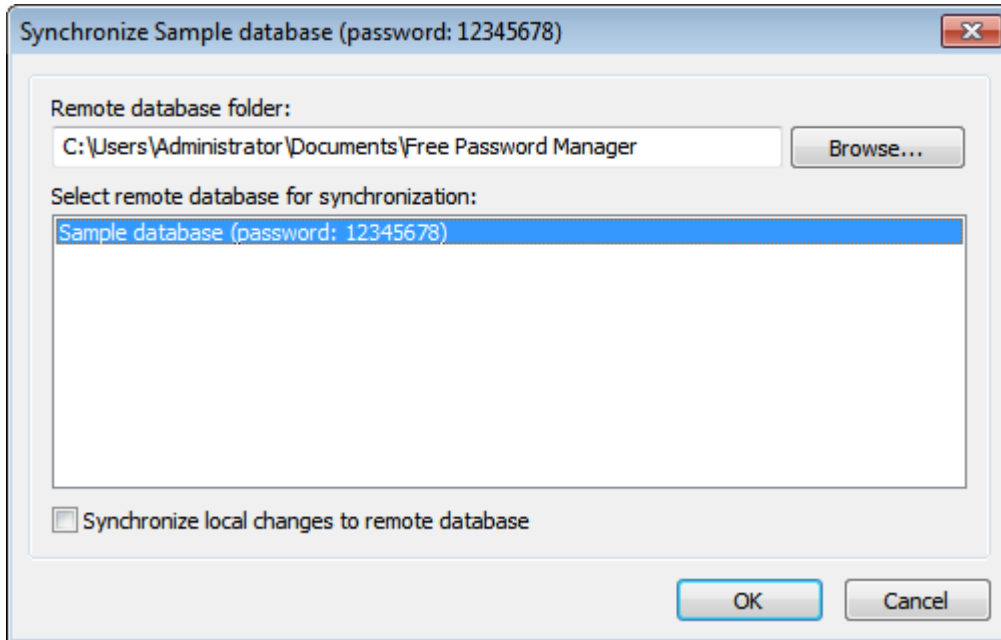 Synchronize Sample database (password: 12345678)
Remote database folder:
C:\Users\Administrator\Documents\Free Password Manager
Browse...
Select remote database for synchronization:
Sample database (password: 12345678)
Synchronize local changes to remote database
OK
Cancel